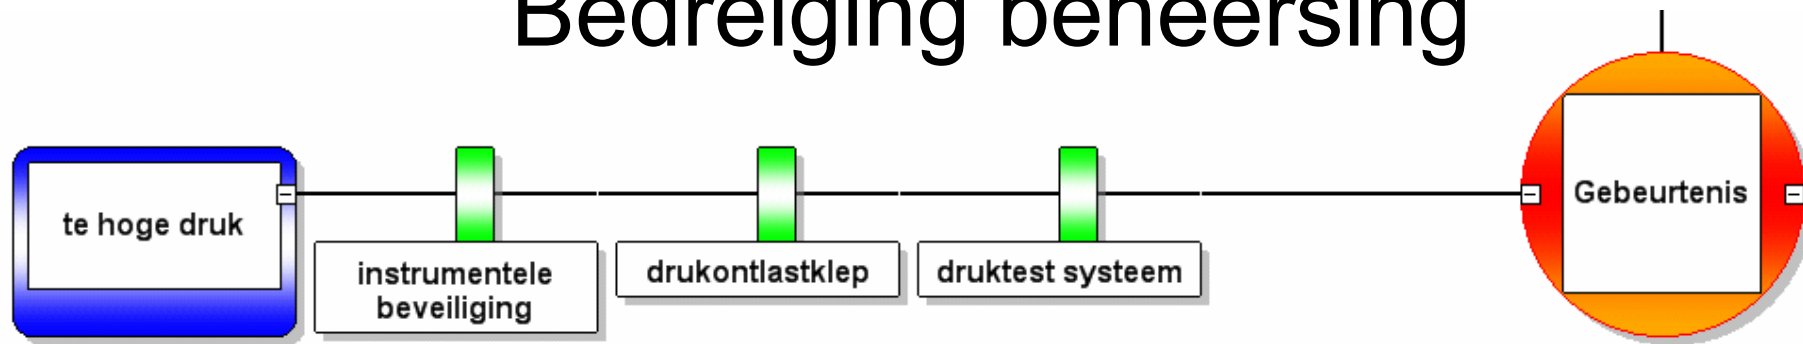 Bedreiging beheersing
te hoge druk
instrumentele
beveiliging
drukontlastklep
druktest systeem
Gebeurtenis